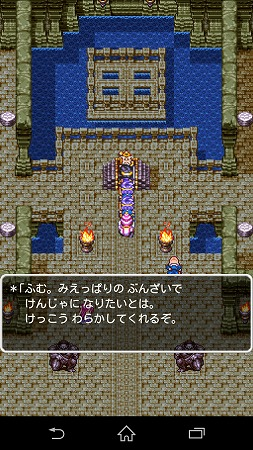 ＊「ふむ。みえっぱりの ぶんざいで
けんじゃに なりたいとは。
けっこう わらかしてくれるぞ。